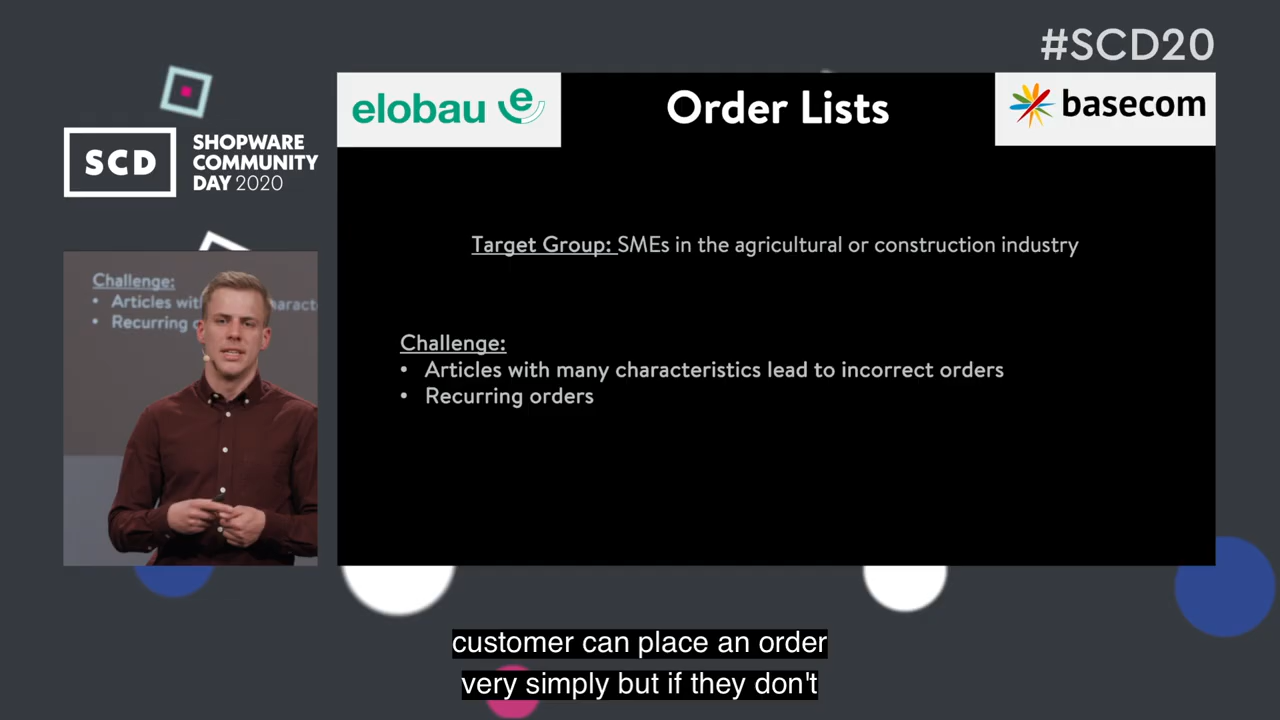 #SCD20
SCD
SHOPWARE
COMMUNITY
DAY 2020
elobau e
Order Lists
basecom
Target Group: SMEs in the agricultural or construction industry
Challenge:
• Articles with many characteristics lead to incorrect orders
• Recurring orders
Challenge:
• Articles
• Recurring
customer can place an order
very simply but if they don't